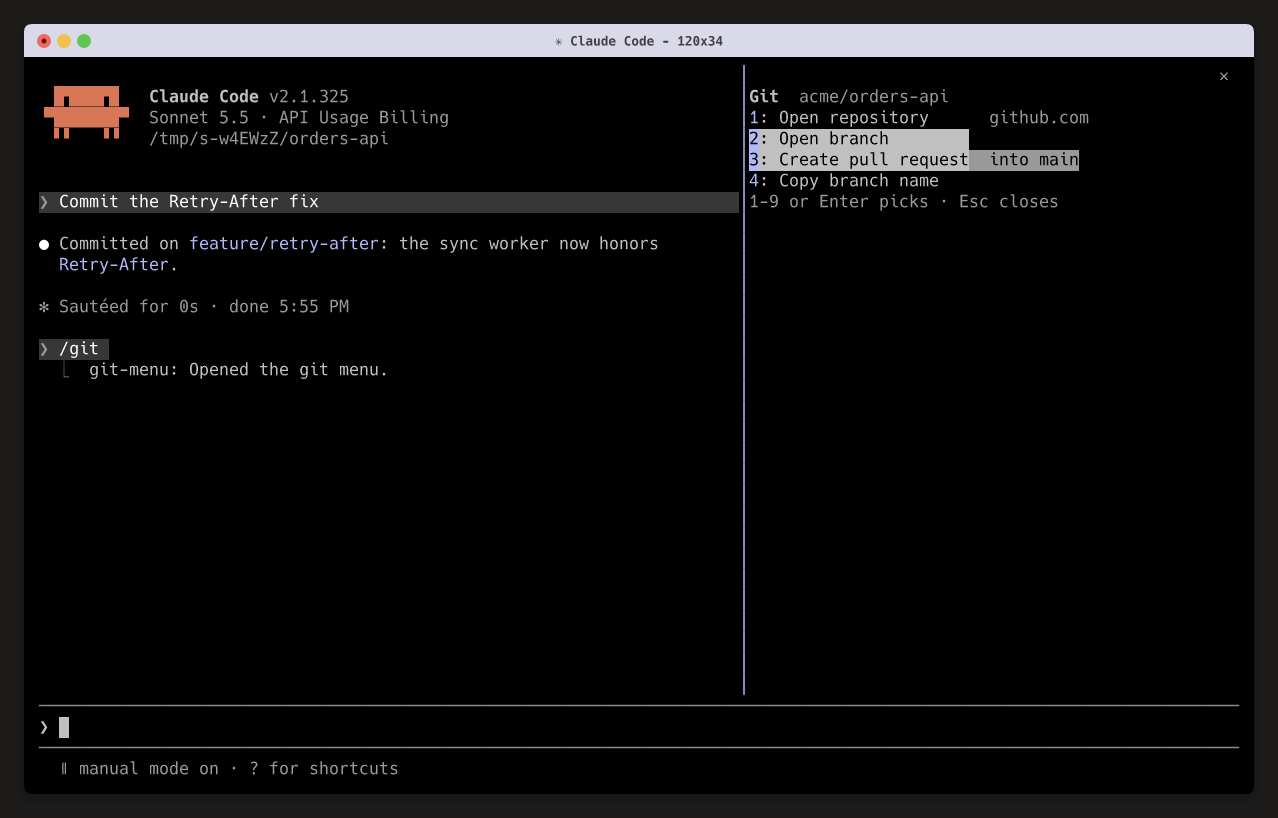 ✳ Claude Code - 120x34
Claude Code v2.1.325
Sonnet 5.5 · API Usage Billing
/tmp/s-w4EWzZ/orders-api
❯ Commit the Retry-After fix
● Committed on feature/retry-after: the sync worker now honors
Retry-After.
✻ Sautéed for 0s · done 5:55 PM
❯ /git
⎿ git-menu: Opened the git menu.
✕
Git acme/orders-api
1: Open repository github.com
2: Open branch
3: Create pull request into main
4: Copy branch name
1-9 or Enter picks · Esc closes
❯
⏸ manual mode on · ? for shortcuts